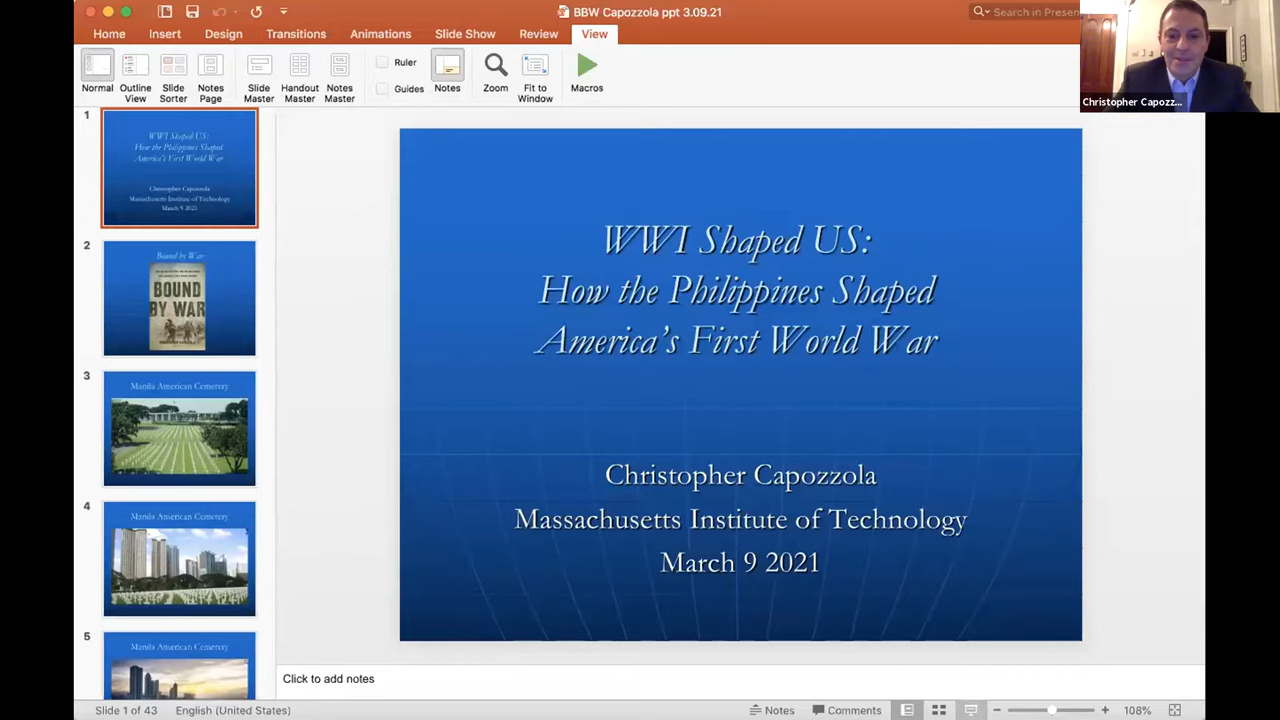 BBW Capozzola ppt 3.09.21
Search in Presen
Home Insert Design Transitions Animations Slide Show Review View
Normal Outline View Slide Sorter Notes Page Slide Master Handout Master Notes Master Ruler Guides Notes Zoom Fit to Window Macros
Christopher Capozz...
1
WWI Shaped US:
How the Philippines Shaped
America's First World War
Christopher Capozzola
Massachusetts Institute of Technology
March 9 2021
2
Bound by War
BOUND
BY WAR
3
Manila American Cemetery
4
Manila American Cemetery
5
Manila American Cemetery
WWI Shaped US:
How the Philippines Shaped
America's First World War
Christopher Capozzola
Massachusetts Institute of Technology
March 9 2021
Click to add notes
Slide 1 of 43 English (United States) Notes Comments 108%